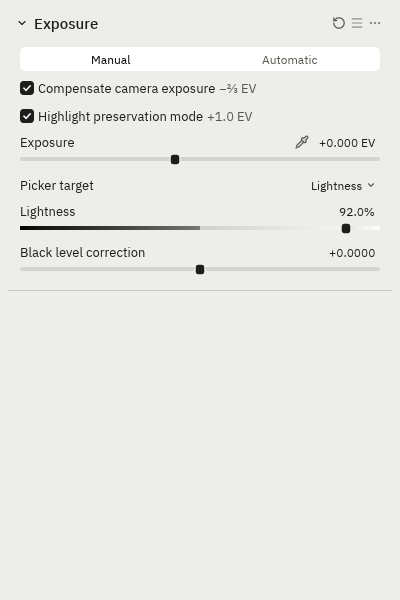 Exposure
Manual Automatic
Compensate camera exposure −⅔ EV
Highlight preservation mode +1.0 EV
Exposure +0.000 EV
Picker target Lightness
Lightness 92.0%
Black level correction +0.0000